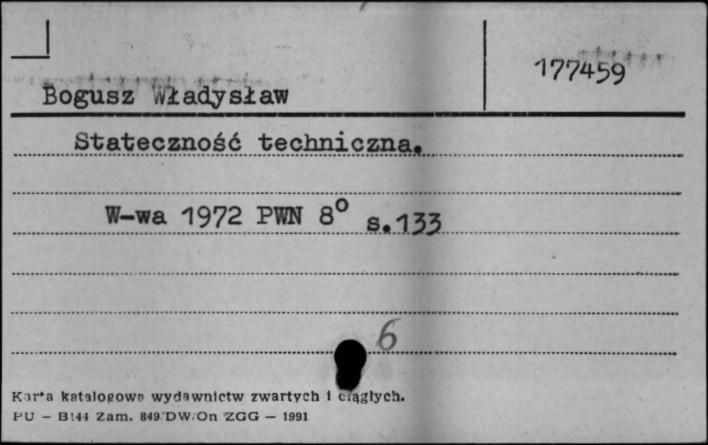 177459
Bogusz Władysław
Stateczność techniczna.
W-wa 1972 PWN 8° s.133
6
Karta katalogowa wydawnictw zwartych i ciągłych.
PU — B144 Zam. 849/DW/On ZGG — 1991